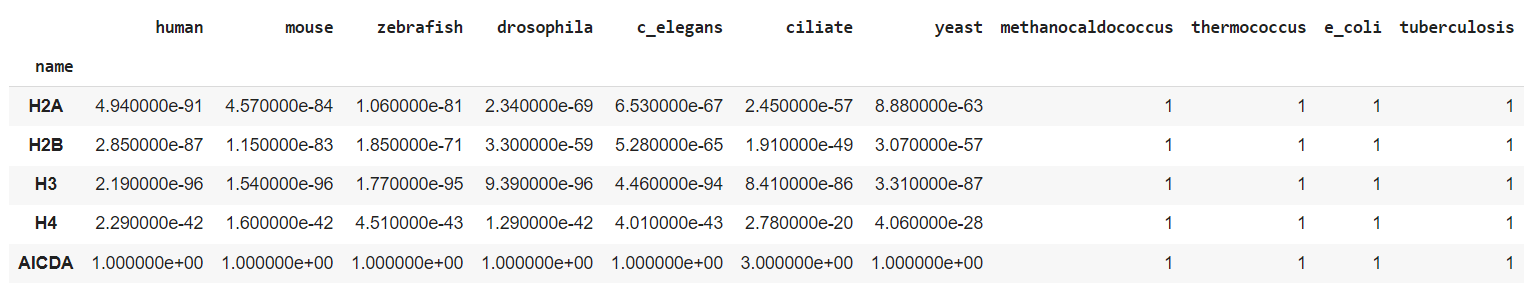 human mouse zebrafish drosophila c_elegans ciliate yeast methanocaldococcus thermococcus e_coli tuberculosis
name
H2A 4.940000e-91 4.570000e-84 1.060000e-81 2.340000e-69 6.530000e-67 2.450000e-57 8.880000e-63 1 1 1 1
H2B 2.850000e-87 1.150000e-83 1.850000e-71 3.300000e-59 5.280000e-65 1.910000e-49 3.070000e-57 1 1 1 1
H3 2.190000e-96 1.540000e-96 1.770000e-95 9.390000e-96 4.460000e-94 8.410000e-86 3.310000e-87 1 1 1 1
H4 2.290000e-42 1.600000e-42 4.510000e-43 1.290000e-42 4.010000e-43 2.780000e-20 4.060000e-28 1 1 1 1
AICDA 1.000000e+00 1.000000e+00 1.000000e+00 1.000000e+00 1.000000e+00 3.000000e+00 1.000000e+00 1 1 1 1